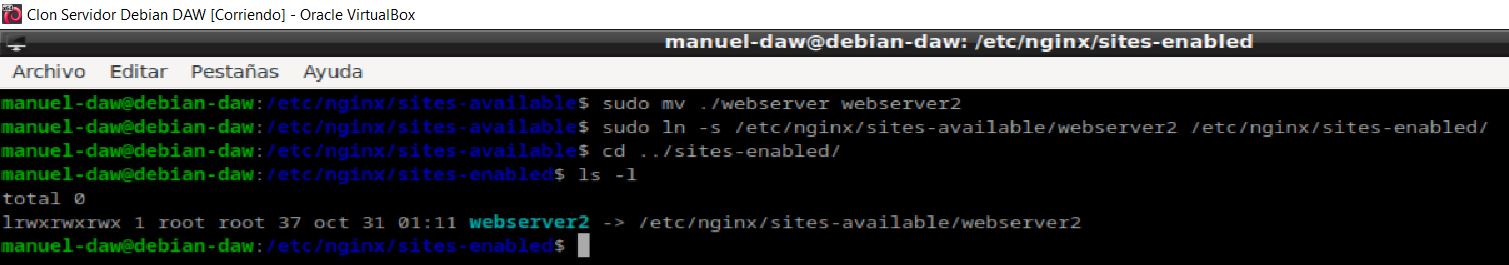 Clon Servidor Debian DAW [Corriendo] - Oracle VirtualBox
manuel-daw@debian-daw: /etc/nginx/sites-enabled
Archivo Editar Pestañas Ayuda
manuel-daw@debian-daw:/etc/nginx/sites-available$ sudo mv ./webserver webserver2
manuel-daw@debian-daw:/etc/nginx/sites-available$ sudo ln -s /etc/nginx/sites-available/webserver2 /etc/nginx/sites-enabled/
manuel-daw@debian-daw:/etc/nginx/sites-available$ cd ../sites-enabled/
manuel-daw@debian-daw:/etc/nginx/sites-enabled$ ls -l
total 0
lrwxrwxrwx 1 root root 37 oct 31 01:11 webserver2 -> /etc/nginx/sites-available/webserver2
manuel-daw@debian-daw:/etc/nginx/sites-enabled$